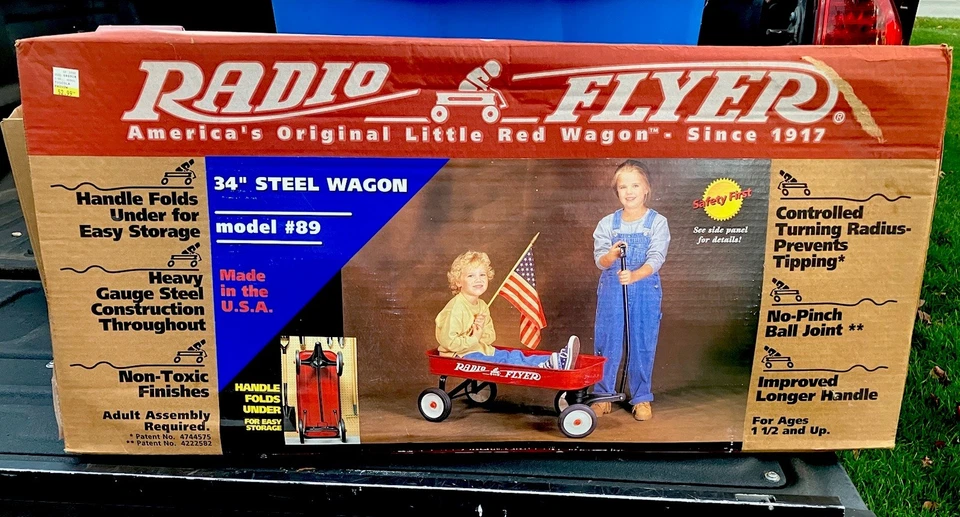 RADIO FLYER®
America's Original Little Red Wagon™ - Since 1917
Handle Folds
Under for
Easy Storage
Heavy
Gauge Steel
Construction
Throughout
Non-Toxic
Finishes
Adult Assembly
Required.
* Patent No. 4744575
** Patent No. 4222582
34" STEEL WAGON
model #89
Made
in the
U.S.A.
HANDLE
FOLDS
UNDER
FOR EASY
STORAGE
RADIO FLYER
Safety First
See side panel
for details!
Controlled
Turning Radius-
Prevents
Tipping*
No-Pinch
Ball Joint **
Improved
Longer Handle
For Ages
1 1/2 and Up.